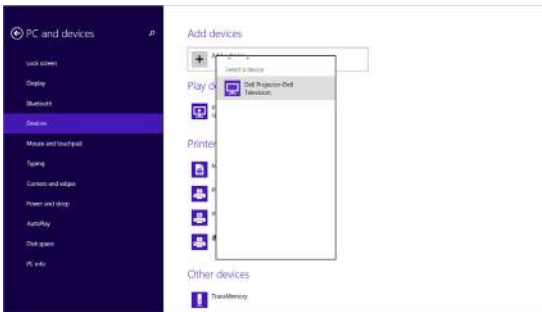 PC and devices
Lock screen
Display
Bluetooth
Devices
Mouse and touchpad
Typing
Corners and edges
Power and sleep
AutoPlay
Disk space
PC info
Add devices
Select a device
Dell Projector-Dell
Television
Play d
Printer
Other devices
TransMemory